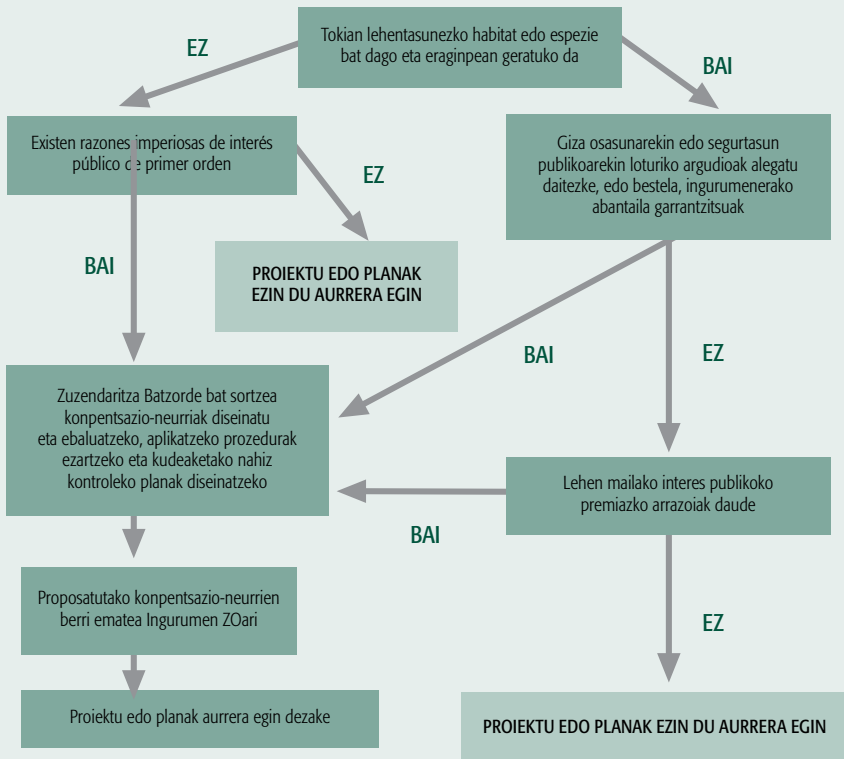 Tokian lehentasunezko habitat edo espezie
bat dago eta eraginpean geratuko da
EZ
BAI
Existen razones imperiosas de interés
público de primer orden
Giza osasunarekin edo segurtasun
publikoarekin loturiko argudioak alegatu
daitezke, edo bestela, ingurumenerako
abantaila garrantzitsuak
EZ
BAI
PROIEKTU EDO PLANAK
EZIN DU AURRERA EGIN
BAI
EZ
Zuzendaritza Batzorde bat sortzea
konpentsazio-neurriak diseinatu
eta ebaluatzeko, aplikatzeko prozedurak
ezartzeko eta kudeaketako nahiz
kontroleko planak diseinatzeko
Lehen mailako interes publikoko
premiazko arrazoiak daude
BAI
Proposatutako konpentsazio-neurrien
berri ematea Ingurumen ZOari
EZ
Proiektu edo planak aurrera egin dezake
PROIEKTU EDO PLANAK EZIN DU AURRERA EGIN